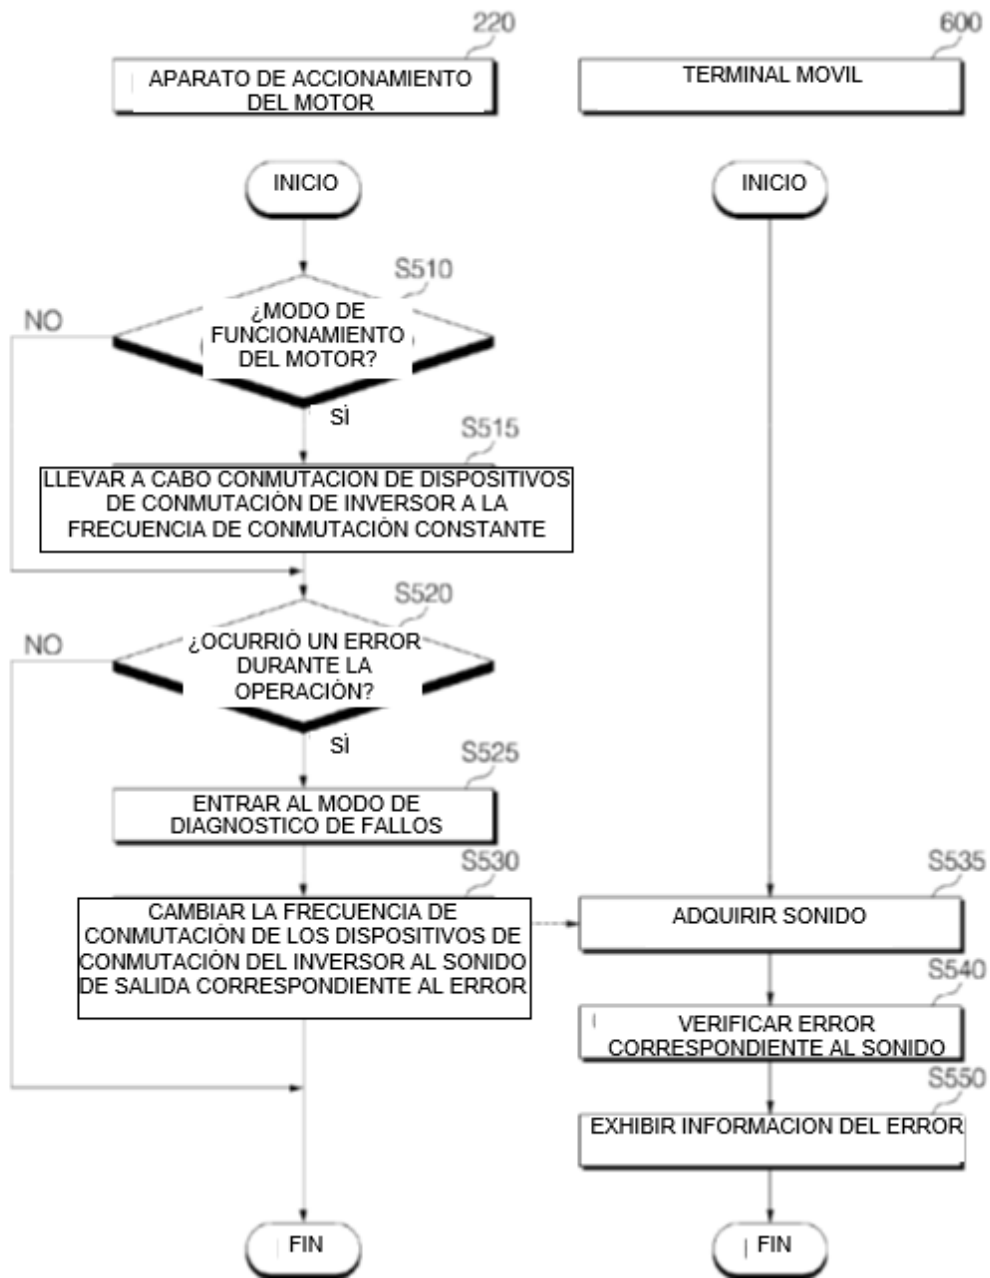 220
600
APARATO DE ACCIONAMIENTO
DEL MOTOR
TERMINAL MOVIL
INICIO
INICIO
S510
¿MODO DE
FUNCIONAMIENTO
DEL MOTOR?
NO
SÍ
S515
LLEVAR A CABO CONMUTACION DE DISPOSITIVOS
DE CONMUTACIÓN DE INVERSOR A LA
FRECUENCIA DE CONMUTACIÓN CONSTANTE
S520
¿OCURRIÓ UN ERROR
DURANTE LA
OPERACIÓN?
NO
SÍ
S525
ENTRAR AL MODO DE
DIAGNOSTICO DE FALLOS
S530
CAMBIAR LA FRECUENCIA DE
CONMUTACIÓN DE LOS DISPOSITIVOS DE
CONMUTACIÓN DEL INVERSOR AL SONIDO
DE SALIDA CORRESPONDIENTE AL ERROR
S535
ADQUIRIR SONIDO
S540
VERIFICAR ERROR
CORRESPONDIENTE AL SONIDO
S550
EXHIBIR INFORMACION DEL ERROR
FIN
FIN